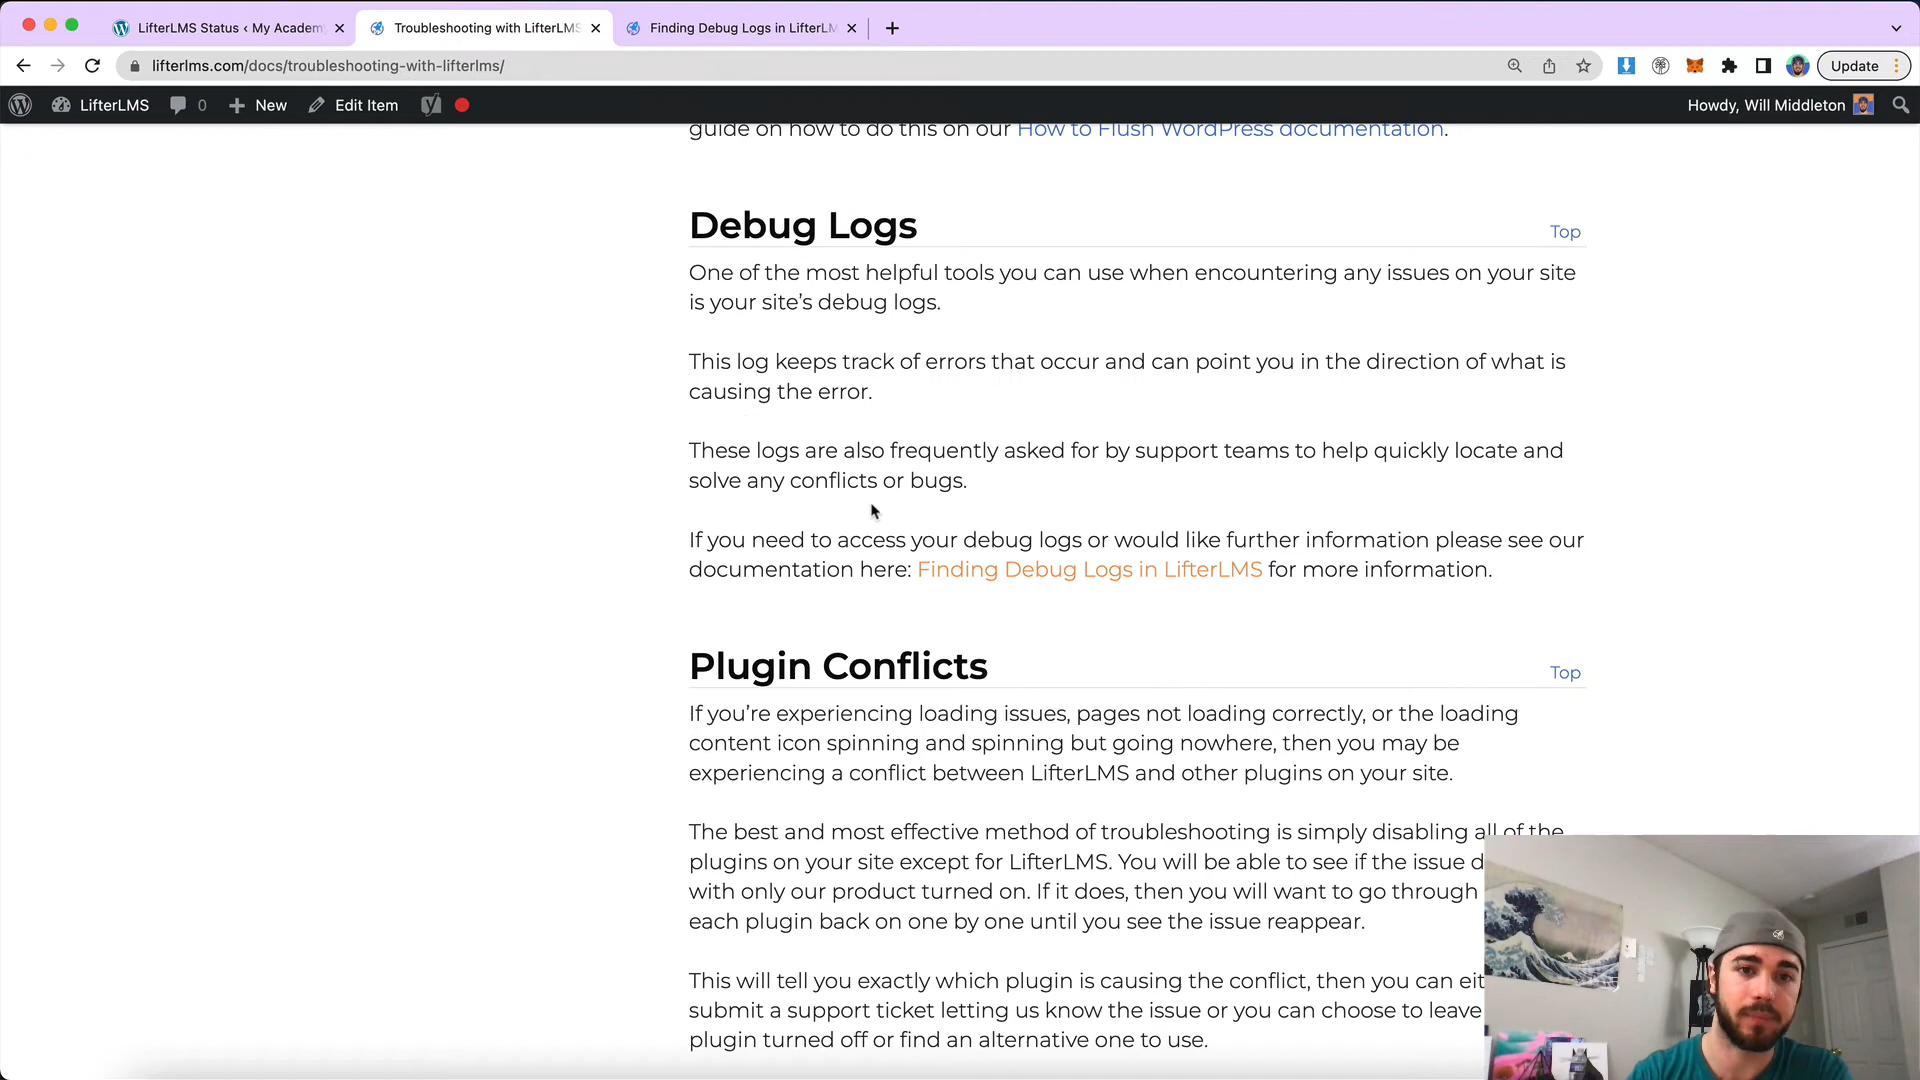 LifterLMS Status ‹ My Academ
Troubleshooting with LifterLMS
Finding Debug Logs in LifterLM
lifterlms.com/docs/troubleshooting-with-lifterlms/
Update
LifterLMS
0
New
Edit Item
Howdy, Will Middleton
guide on how to do this on our How to Flush WordPress documentation.
Debug Logs
Top
One of the most helpful tools you can use when encountering any issues on your site
is your site's debug logs.
This log keeps track of errors that occur and can point you in the direction of what is
causing the error.
These logs are also frequently asked for by support teams to help quickly locate and
solve any conflicts or bugs.
If you need to access your debug logs or would like further information please see our
documentation here: Finding Debug Logs in LifterLMS for more information.
Plugin Conflicts
Top
If you're experiencing loading issues, pages not loading correctly, or the loading
content icon spinning and spinning but going nowhere, then you may be
experiencing a conflict between LifterLMS and other plugins on your site.
The best and most effective method of troubleshooting is simply disabling all of the
plugins on your site except for LifterLMS. You will be able to see if the issue d
with only our product turned on. If it does, then you will want to go through
each plugin back on one by one until you see the issue reappear.
This will tell you exactly which plugin is causing the conflict, then you can eit
submit a support ticket letting us know the issue or you can choose to leave
plugin turned off or find an alternative one to use.